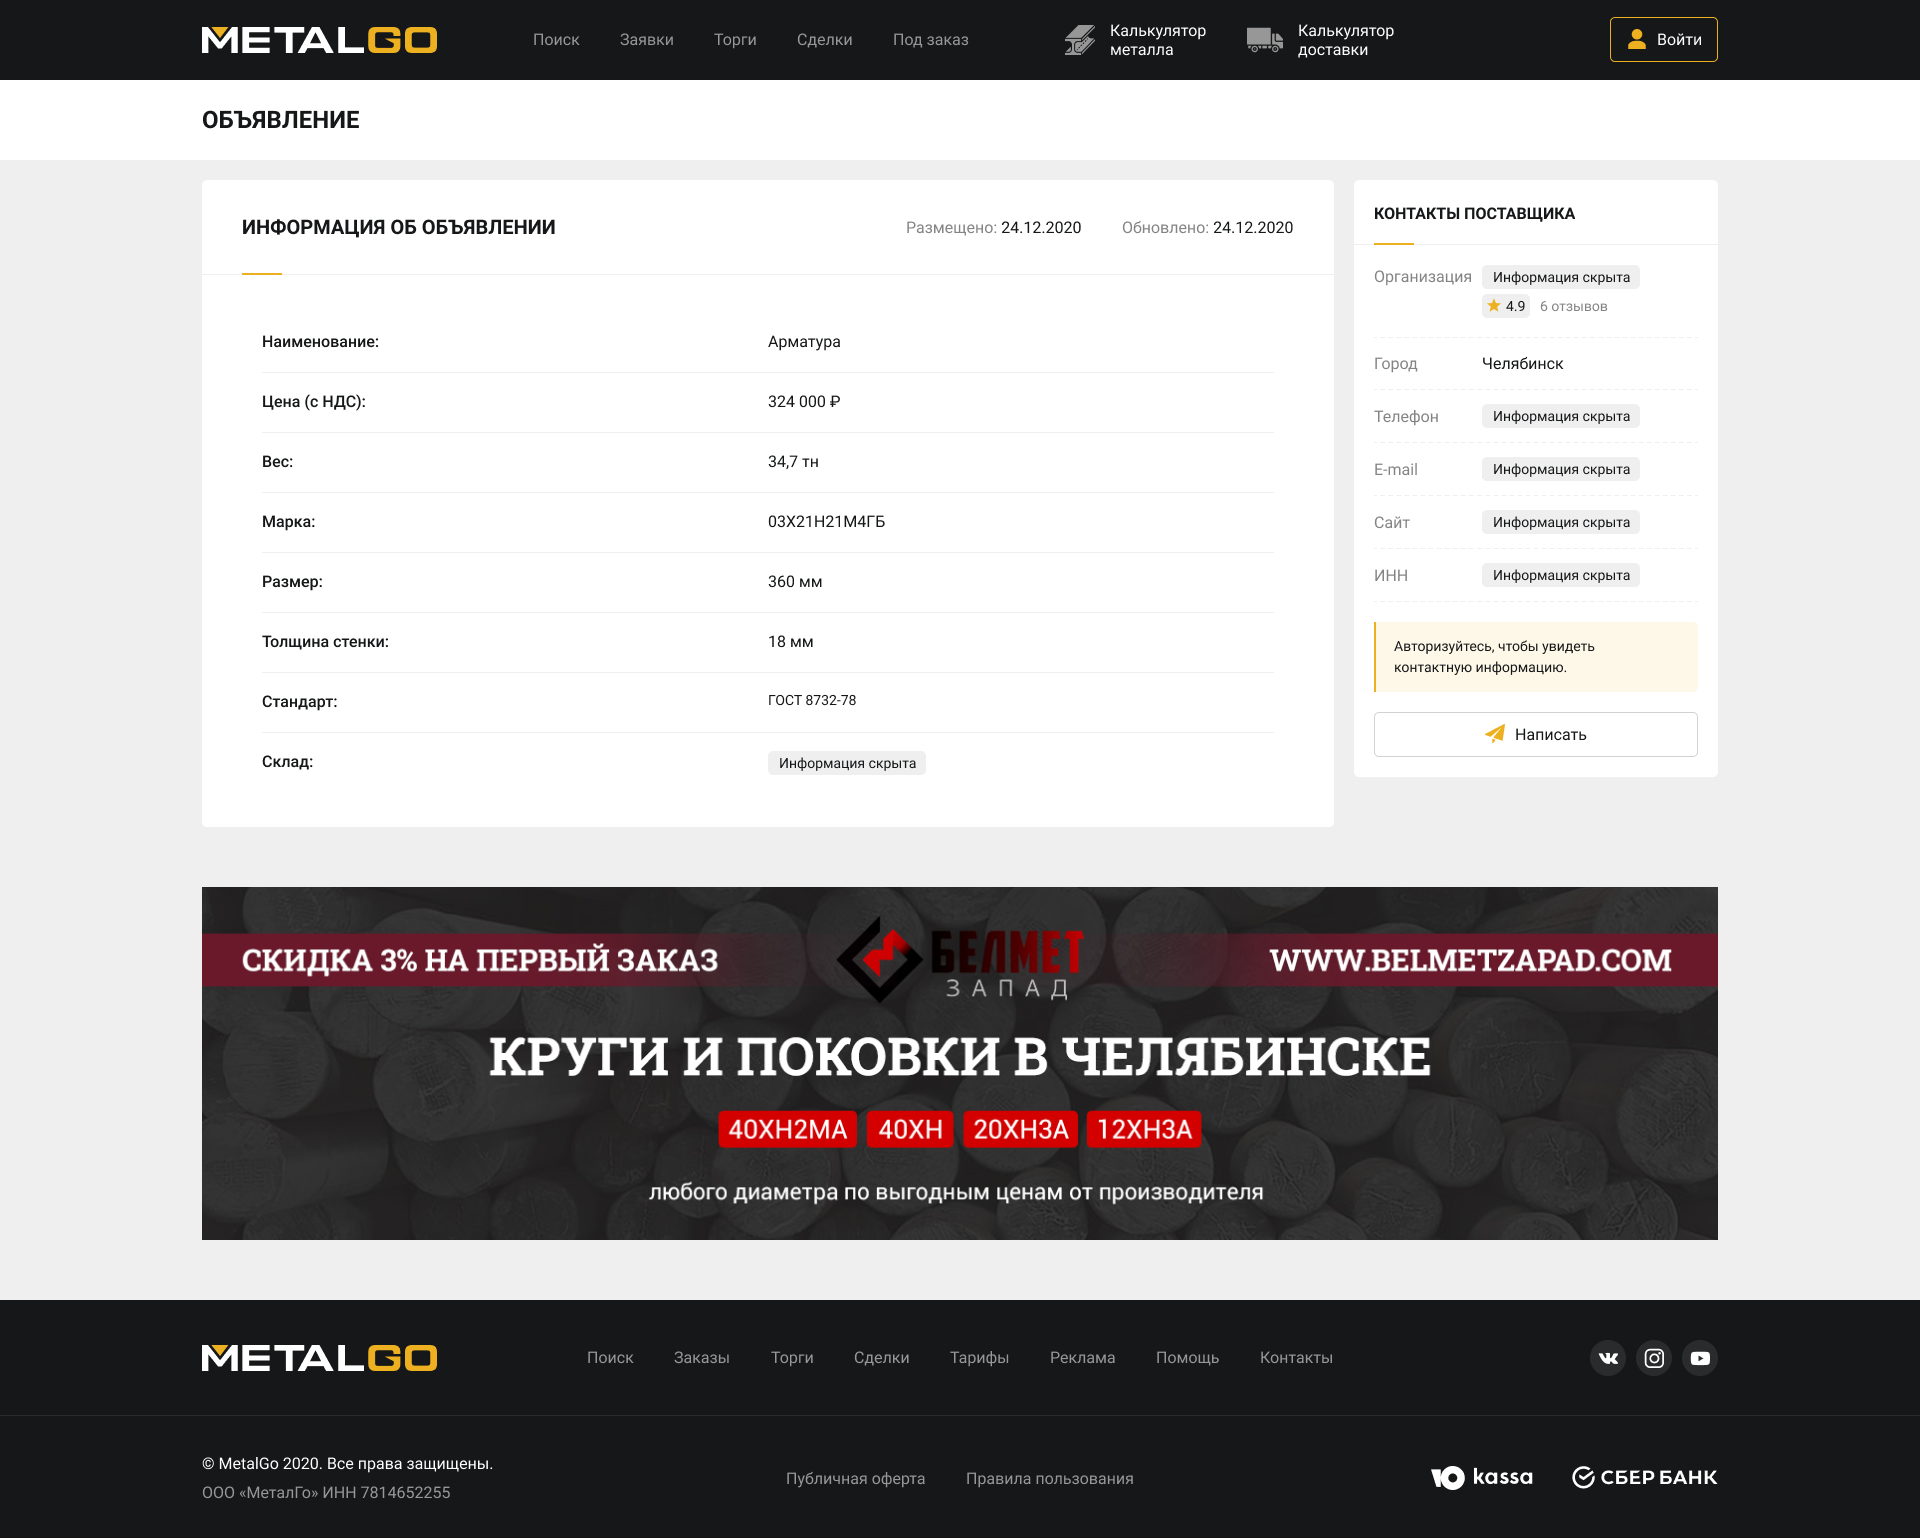 METALGO
Поиск
Заявки
Торги
Сделки
Под заказ
Калькулятор
металла
Калькулятор
доставки
Войти
ОБЪЯВЛЕНИЕ
ИНФОРМАЦИЯ ОБ ОБЪЯВЛЕНИИ
Размещено: 24.12.2020
Обновлено: 24.12.2020
Наименование:
Арматура
Цена (с НДС):
324 000 ₽
Вес:
34,7 тн
Марка:
03Х21Н21М4ГБ
Размер:
360 мм
Толщина стенки:
18 мм
Стандарт:
ГОСТ 8732-78
Склад:
Информация скрыта
КОНТАКТЫ ПОСТАВЩИКА
Организация
Информация скрыта
4.9
6 отзывов
Город
Челябинск
Телефон
Информация скрыта
E-mail
Информация скрыта
Сайт
Информация скрыта
ИНН
Информация скрыта
Авторизуйтесь, чтобы увидеть
контактную информацию.
Написать
СКИДКА 3% НА ПЕРВЫЙ ЗАКАЗ
БЕЛМЕТ
ЗАПАД
WWW.BELMETZAPAD.COM
КРУГИ И ПОКОВКИ В ЧЕЛЯБИНСКЕ
40ХН2МА
40ХН
20ХН3А
12ХН3А
любого диаметра по выгодным ценам от производителя
METALGO
Поиск
Заказы
Торги
Сделки
Тарифы
Реклама
Помощь
Контакты
© MetalGo 2020. Все права защищены.
ООО «МеталГо» ИНН 7814652255
Публичная оферта
Правила пользования
Ю kassa
СБЕР БАНК